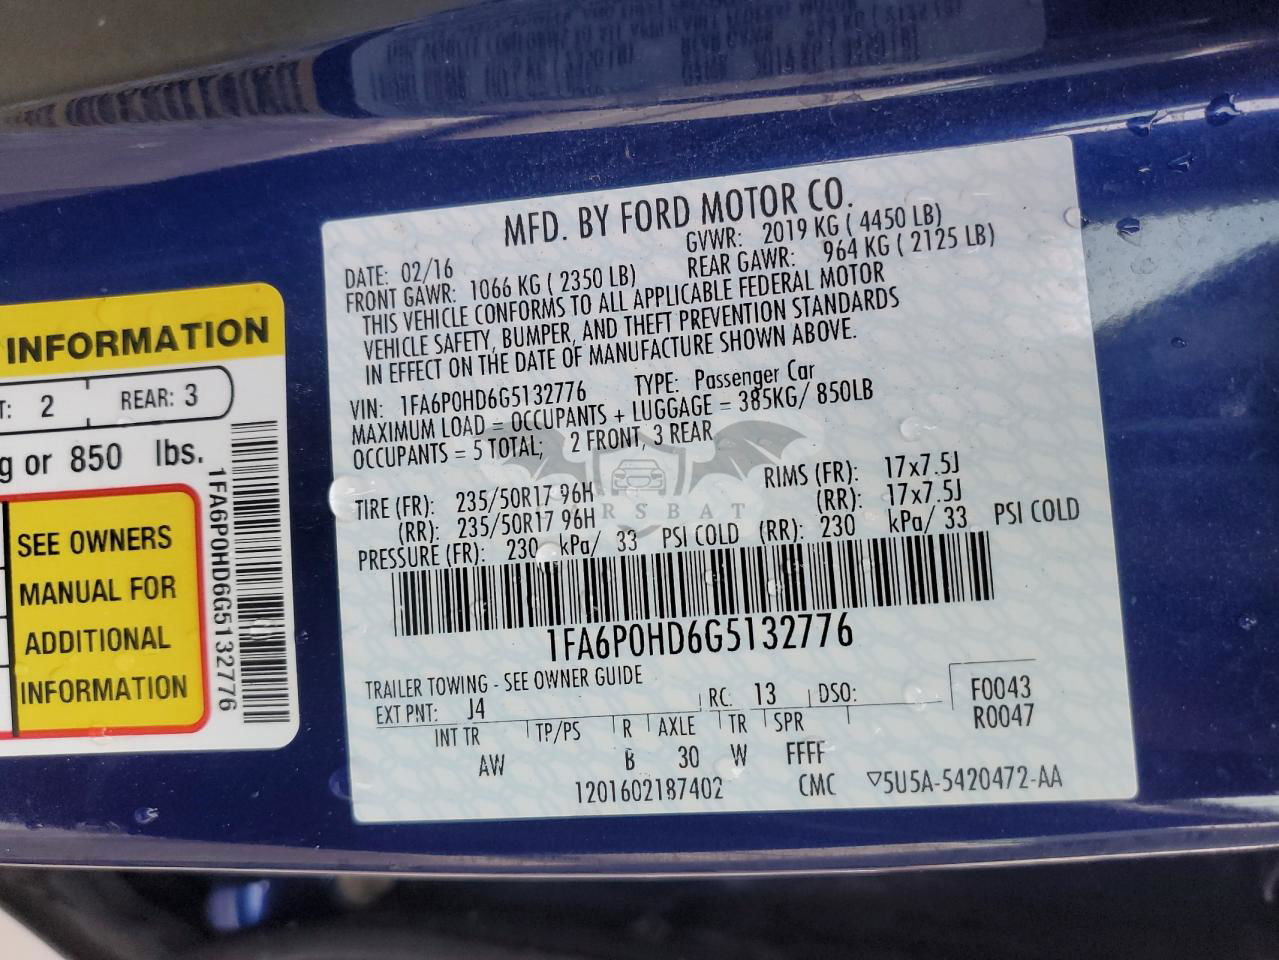 MFD. BY FORD MOTOR CO.
DATE: 02/16 GVWR: 2019 KG ( 4450 LB)
FRONT GAWR: 1066 KG ( 2350 LB) REAR GAWR: 964 KG ( 2125 LB)
THIS VEHICLE CONFORMS TO ALL APPLICABLE FEDERAL MOTOR
VEHICLE SAFETY, BUMPER, AND THEFT PREVENTION STANDARDS
IN EFFECT ON THE DATE OF MANUFACTURE SHOWN ABOVE.
VIN: 1FA6P0HD6G5132776 TYPE: Passenger Car
MAXIMUM LOAD = OCCUPANTS + LUGGAGE = 385KG/ 850LB
OCCUPANTS = 5 TOTAL; 2 FRONT, 3 REAR
TIRE (FR): 235/50R17 96H RIMS (FR): 17x7.5J
(RR): 235/50R17 96H (RR): 17x7.5J
PRESSURE (FR): 230 kPa/ 33 PSI COLD (RR): 230 kPa/ 33 PSI COLD
1FA6P0HD6G5132776
TRAILER TOWING - SEE OWNER GUIDE
EXT PNT: J4 RC: 13 DSO: F0043
R0047
INT TR TP/PS R AXLE TR SPR
AW B 30 W FFFF
1201602187402 CMC ▽5U5A-5420472-AA
INFORMATION
2 REAR: 3
g or 850 lbs.
SEE OWNERS
MANUAL FOR
ADDITIONAL
INFORMATION
1FA6P0HD6G5132776